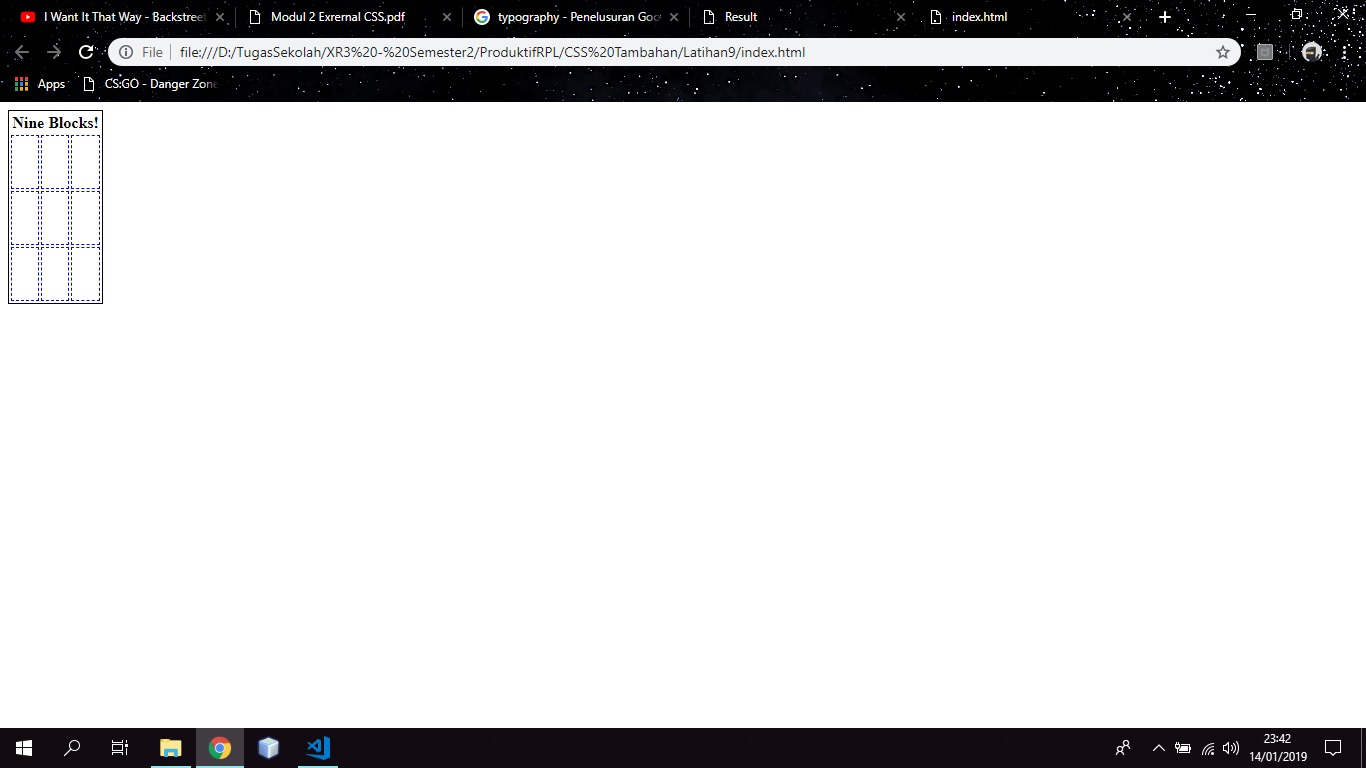 I Want It That Way - Backstreet
Modul 2 Exrernal CSS.pdf
typography - Penelusuran Goo
Result
index.html
File
file:///D:/TugasSekolah/XR3%20-%20Semester2/ProduktifRPL/CSS%20Tambahan/Latihan9/index.html
Apps
CS:GO - Danger Zone
Nine Blocks!
23:42
14/01/2019